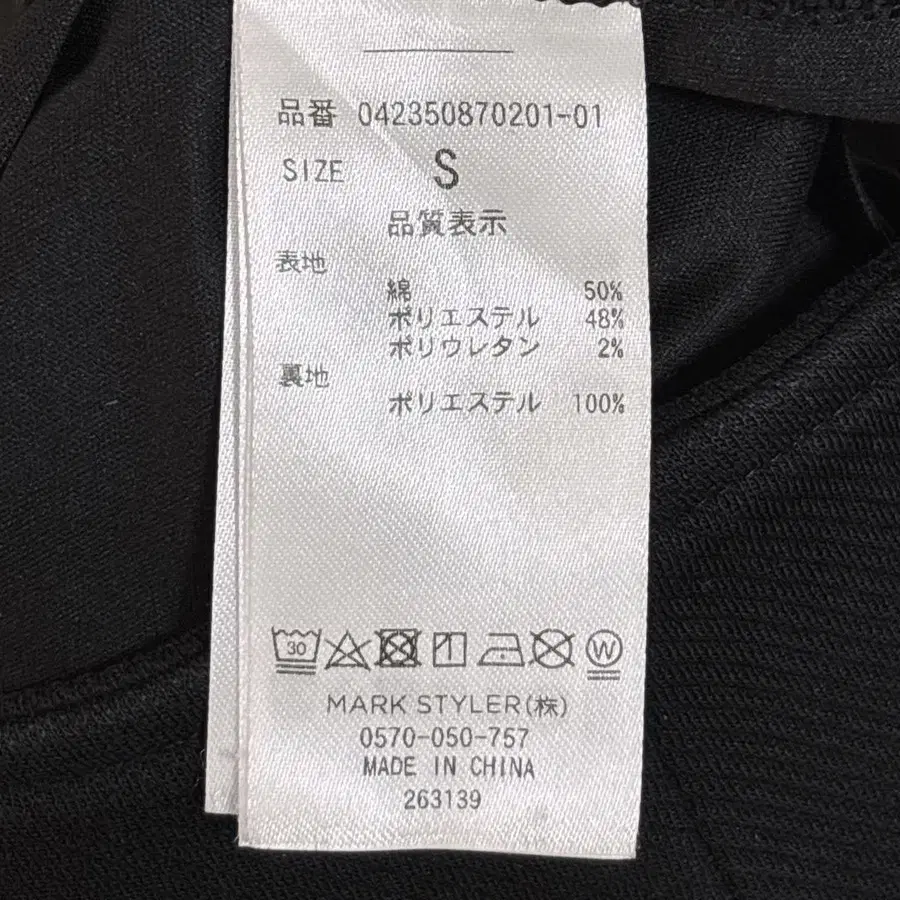 品番 042350870201-01
SIZE S
品質表示
表地
綿 50%
ポリエステル 48%
ポリウレタン 2%
裏地
ポリエステル 100%
30 W
MARK STYLER(株)
0570-050-757
MADE IN CHINA
263139